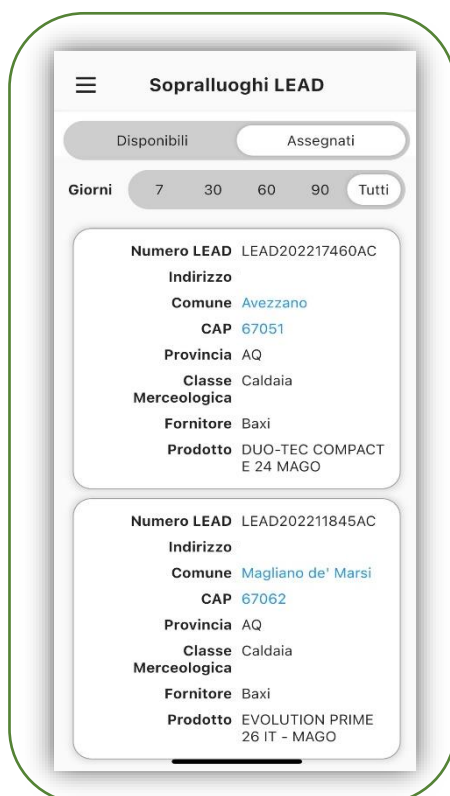 Sopralluoghi LEAD
Disponibili Assegnati
Giorni 7 30 60 90 Tutti
Numero LEAD LEAD202217460AC
Indirizzo
Comune Avezzano
CAP 67051
Provincia AQ
Classe Caldaia
Merceologica
Fornitore Baxi
Prodotto DUO-TEC COMPACT
E 24 MAGO
Numero LEAD LEAD202211845AC
Indirizzo
Comune Magliano de' Marsi
CAP 67062
Provincia AQ
Classe Caldaia
Merceologica
Fornitore Baxi
Prodotto EVOLUTION PRIME
26 IT - MAGO